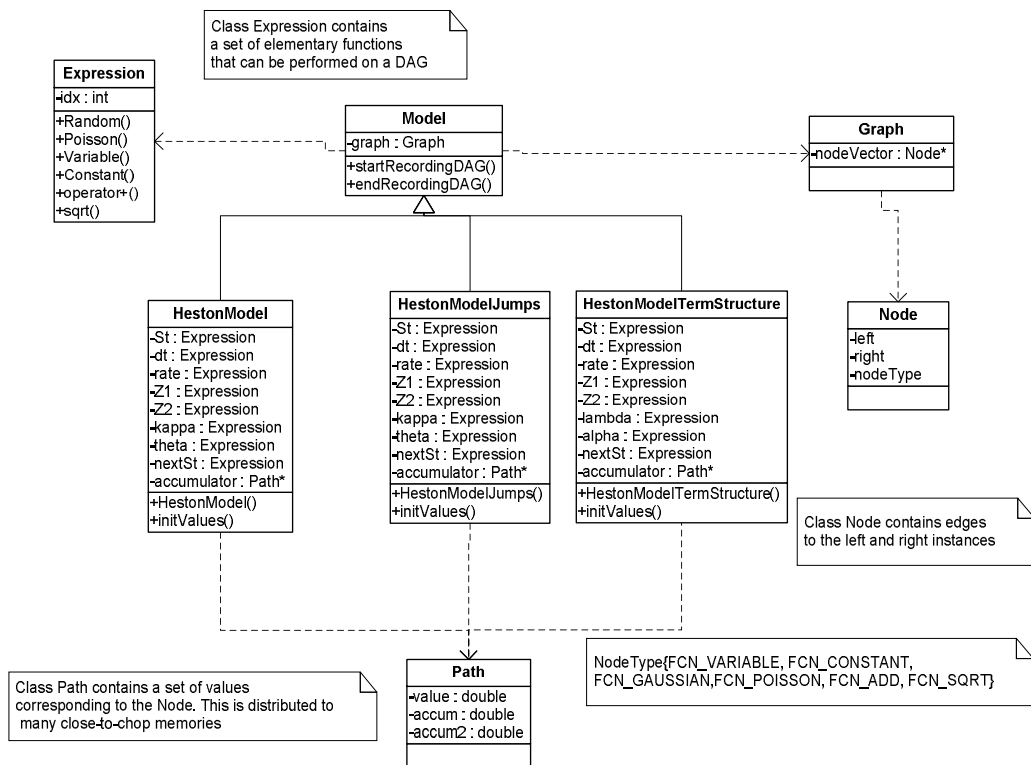 Class Expression contains
a set of elementary functions
that can be performed on a DAG
Expression
-idx : int
+Random()
+Poisson()
+Variable()
+Constant()
+operator+()
+sqrt()
Model
-graph : Graph
+startRecordingDAG()
+endRecordingDAG()
Graph
-nodeVector : Node*
HestonModel
-St : Expression
-dt : Expression
-rate : Expression
-Z1 : Expression
-Z2 : Expression
-kappa : Expression
-theta : Expression
-nextSt : Expression
-accumulator : Path*
+HestonModel()
+initValues()
HestonModelJumps
-St : Expression
-dt : Expression
-rate : Expression
-Z1 : Expression
-Z2 : Expression
-kappa : Expression
-theta : Expression
-nextSt : Expression
-accumulator : Path*
+HestonModelJumps()
+initValues()
HestonModelTermStructure
-St : Expression
-dt : Expression
-rate : Expression
-Z1 : Expression
-Z2 : Expression
-lambda : Expression
-alpha : Expression
-nextSt : Expression
-accumulator : Path*
+HestonModelTermStructure()
+initValues()
Node
-left
-right
-nodeType
Class Node contains edges
to the left and right instances
Class Path contains a set of values
corresponding to the Node. This is distributed to
many close-to-chop memories
Path
-value : double
-accum : double
-accum2 : double
NodeType{FCN_VARIABLE, FCN_CONSTANT,
FCN_GAUSSIAN,FCN_POISSON, FCN_ADD, FCN_SQRT}